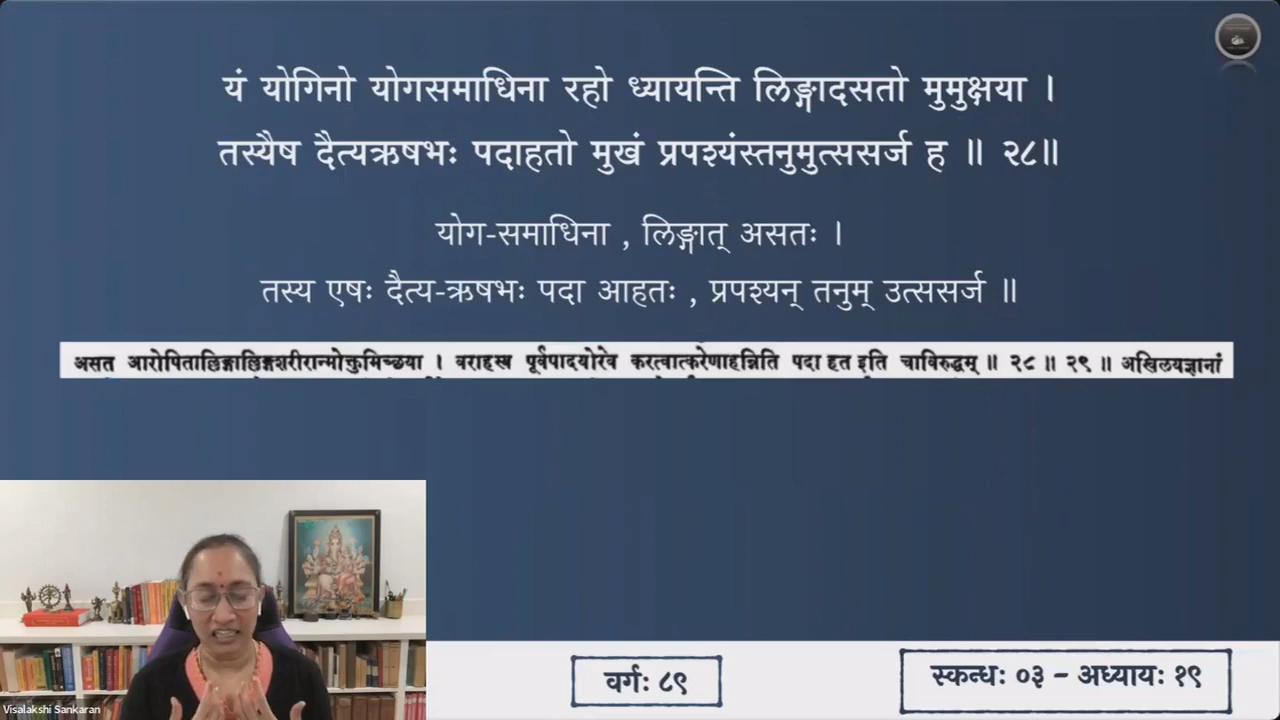 यं योगिनो योगसमाधिना रहो ध्यायन्ति लिङ्गादसतो मुमुक्षया ।
तस्यैष दैत्यऋषभः पदाहतो मुखं प्रपश्यंस्तनुमुत्ससर्ज ह ॥ २८॥
योग-समाधिना , लिङ्गात् असतः ।
तस्य एषः दैत्य-ऋषभः पदा आहतः , प्रपश्यन् तनुम् उत्ससर्ज ॥
असत आरोपिताल्लिङ्गाल्लिङ्गशरीरान्मोक्तुमिच्छया । वराहस्य पूर्वपादयोरेव करत्वात्करेणाहन्निति पदा हत इति चाविरुद्धम् ॥ २८ ॥ २९ ॥ अखिलयज्ञानां
Visalakshi Sankaran
वर्गः ८९
स्कन्धः ०३ - अध्यायः १९